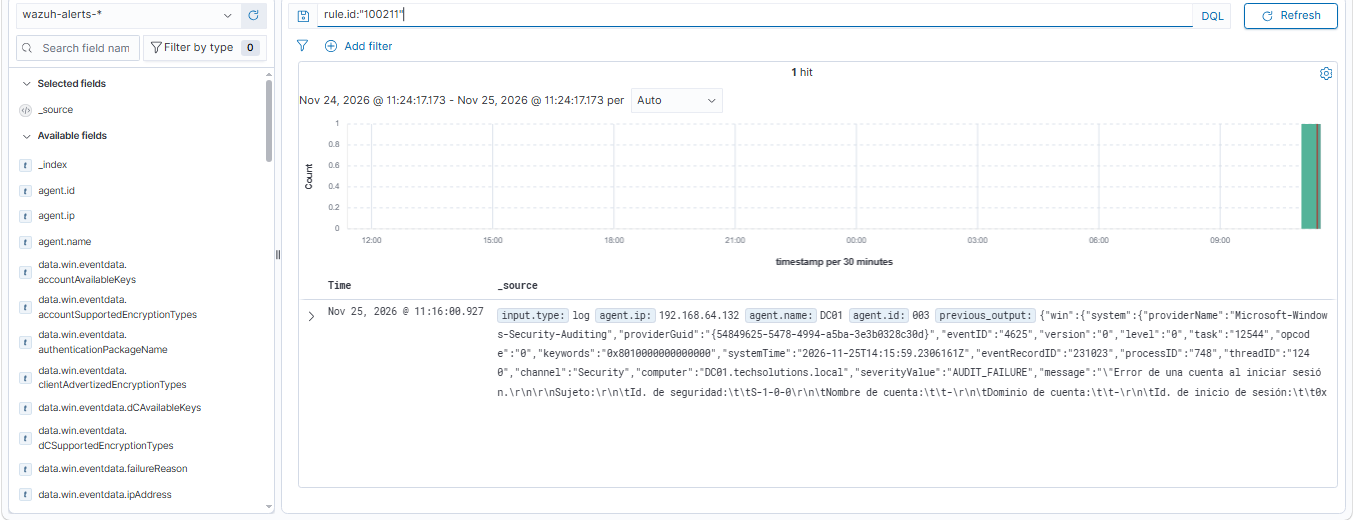 wazuh-alerts-*
rule.id:"100211"
DQL
Refresh
Search field nam
Filter by type 0
Add filter
Selected fields
_source
Available fields
_index
agent.id
agent.ip
agent.name
data.win.eventdata.
accountAvailableKeys
data.win.eventdata.
accountSupportedEncryptionTypes
data.win.eventdata.
authenticationPackageName
data.win.eventdata.
clientAdvertizedEncryptionTypes
data.win.eventdata.dCAvailableKeys
data.win.eventdata.
dCSupportedEncryptionTypes
data.win.eventdata.failureReason
data.win.eventdata.ipAddress
1 hit
Nov 24, 2026 @ 11:24:17.173 - Nov 25, 2026 @ 11:24:17.173 per Auto
Count
1
0.8
0.6
0.4
0.2
0
12:00 15:00 18:00 21:00 00:00 03:00 06:00 09:00
timestamp per 30 minutes
Time _source
Nov 25, 2026 @ 11:16:00.927 input.type: log agent.ip: 192.168.64.132 agent.name: DC01 agent.id: 003 previous_output: {"win":{"system":{"providerName":"Microsoft-Window
s-Security-Auditing","providerGuid":"{54849625-5478-4994-a5ba-3e3b0328c30d}","eventID":"4625","version":"0","level":"0","task":"12544","opcod
e":"0","keywords":"0x8010000000000000","systemTime":"2026-11-25T14:15:59.2306161Z","eventRecordID":"231023","processID":"748","threadID":"124
0","channel":"Security","computer":"DC01.techsolutions.local","severityValue":"AUDIT_FAILURE","message":"\"Error de una cuenta al iniciar sesió
n.\r\n\r\nSujeto:\r\n\tId. de seguridad:\t\tS-1-0-0\r\n\tNombre de cuenta:\t\t-\r\n\tDominio de cuenta:\t\t-\r\n\tId. de inicio de sesión:\t\t0x